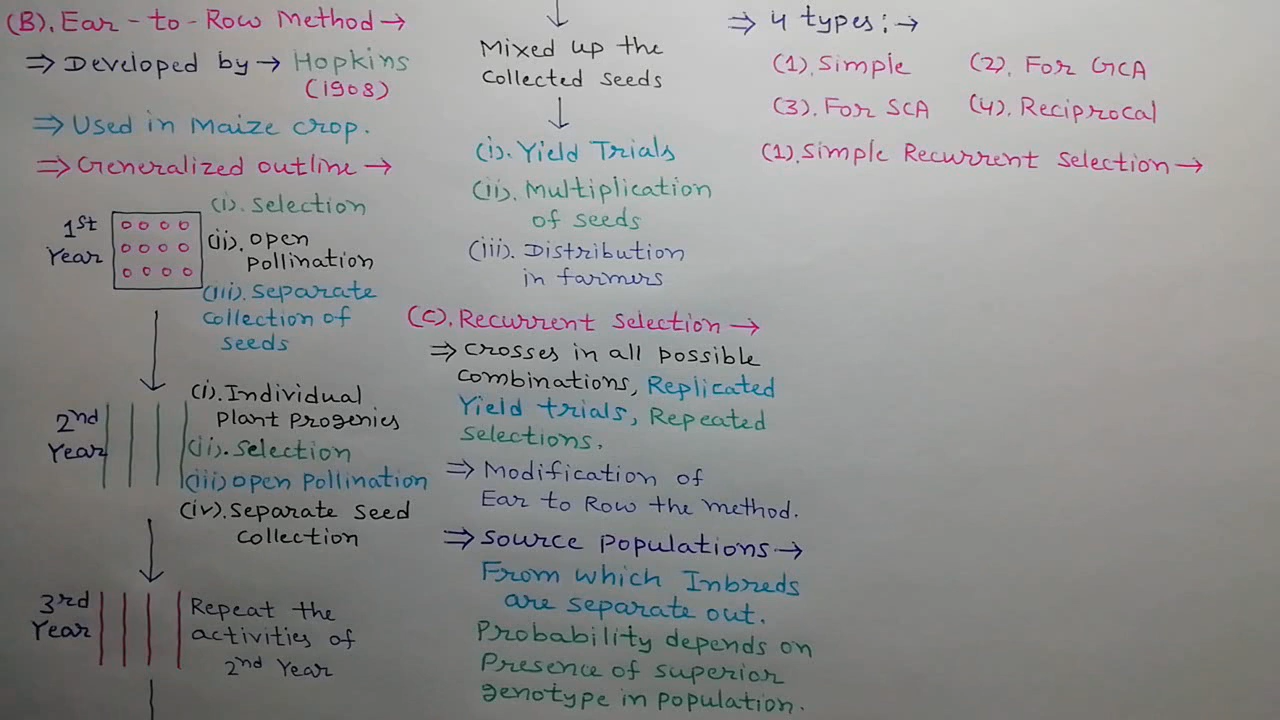 (B). Ear-to-Row Method →
⇒ Developed by → Hopkins
(1908)
⇒ Used in Maize crop.
⇒ Generalized outline →
1st
Year
(i). Selection
(ii). open
pollination
(iii). Separate
collection of
seeds
2nd
Year
(i). Individual
plant progenies
(ii). Selection
(iii) open pollination
(iv). Separate seed
collection
3rd
Year
Repeat the
activities of
2nd Year
Mixed up the
collected seeds
(i). Yield Trials
(ii). Multiplication
of seeds
(iii). Distribution
in farmers
(C). Recurrent Selection →
⇒ crosses in all possible
combinations, Replicated
Yield trials, Repeated
selections.
⇒ Modification of
Ear to Row the method.
⇒ Source populations →
From which Inbreds
are separate out.
Probability depends on
Presence of superior
genotype in population.
⇒ 4 types: →
(1). Simple (2). For GCA
(3). For SCA (4). Reciprocal
(1). Simple Recurrent Selection →